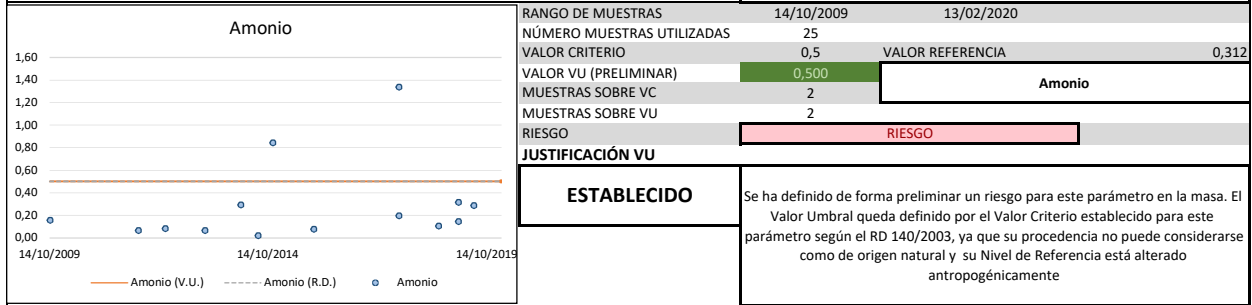 Amonio
1,60
1,40
1,20
1,00
0,80
0,60
0,40
0,20
0,00
14/10/2009 14/10/2014 14/10/2019
Amonio (V.U.) Amonio (R.D.) Amonio
RANGO DE MUESTRAS 14/10/2009 13/02/2020
NÚMERO MUESTRAS UTILIZADAS 25
VALOR CRITERIO 0,5 VALOR REFERENCIA 0,312
VALOR VU (PRELIMINAR) 0,500
Amonio
MUESTRAS SOBRE VC 2
MUESTRAS SOBRE VU 2
RIESGO RIESGO
JUSTIFICACIÓN VU
ESTABLECIDO
Se ha definido de forma preliminar un riesgo para este parámetro en la masa. El
Valor Umbral queda definido por el Valor Criterio establecido para este
parámetro según el RD 140/2003, ya que su procedencia no puede considerarse
como de origen natural y su Nivel de Referencia está alterado
antropogénicamente